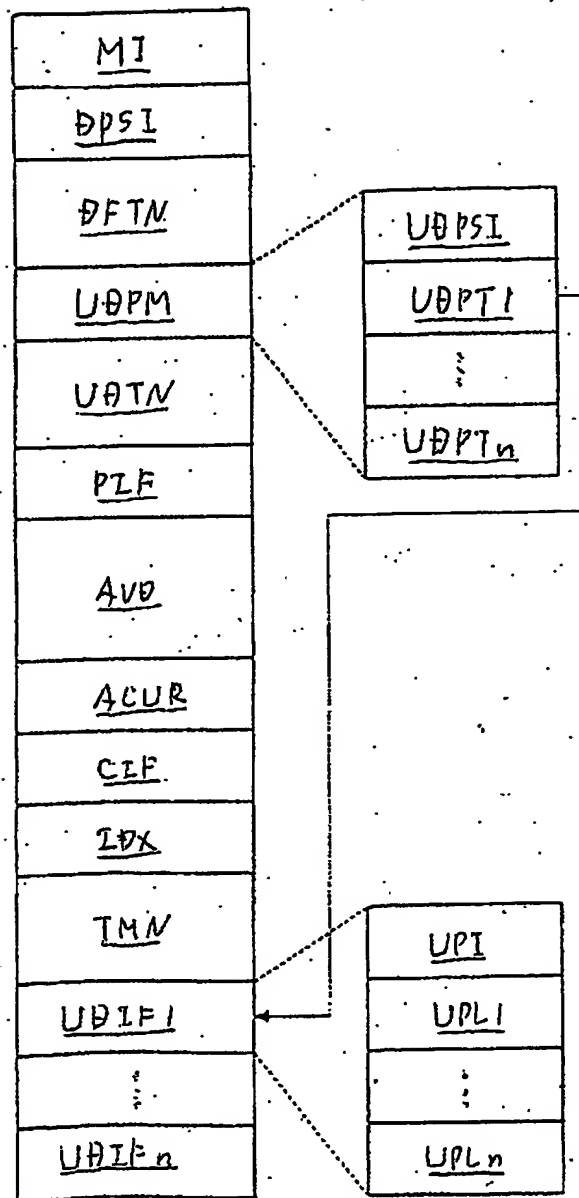 MI
DPSI
DFTN
UDPM
UDTN
PIF
AVD
ACUR
CIF
IDX
TMN
UDIF1
⋮
UDIFn
UDPSI
UDPT1
⋮
UDPTn
UPI
UPL1
⋮
UPLn